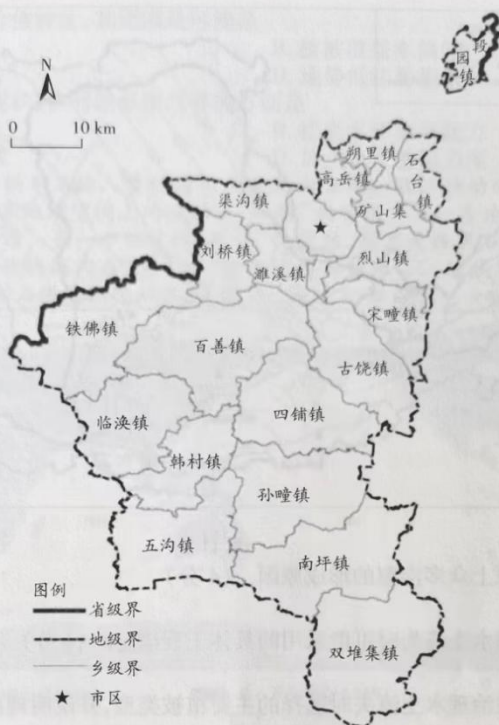 段
园
镇
N
0 10 km
朔里镇
石
台
镇
高岳镇
渠沟镇
矿山集
刘桥镇
濉溪镇
烈山镇
宋疃镇
铁佛镇
百善镇
古饶镇
临涣镇
四铺镇
韩村镇
孙疃镇
五沟镇
南坪镇
双堆集镇
图例
省级界
地级界
乡级界
市区